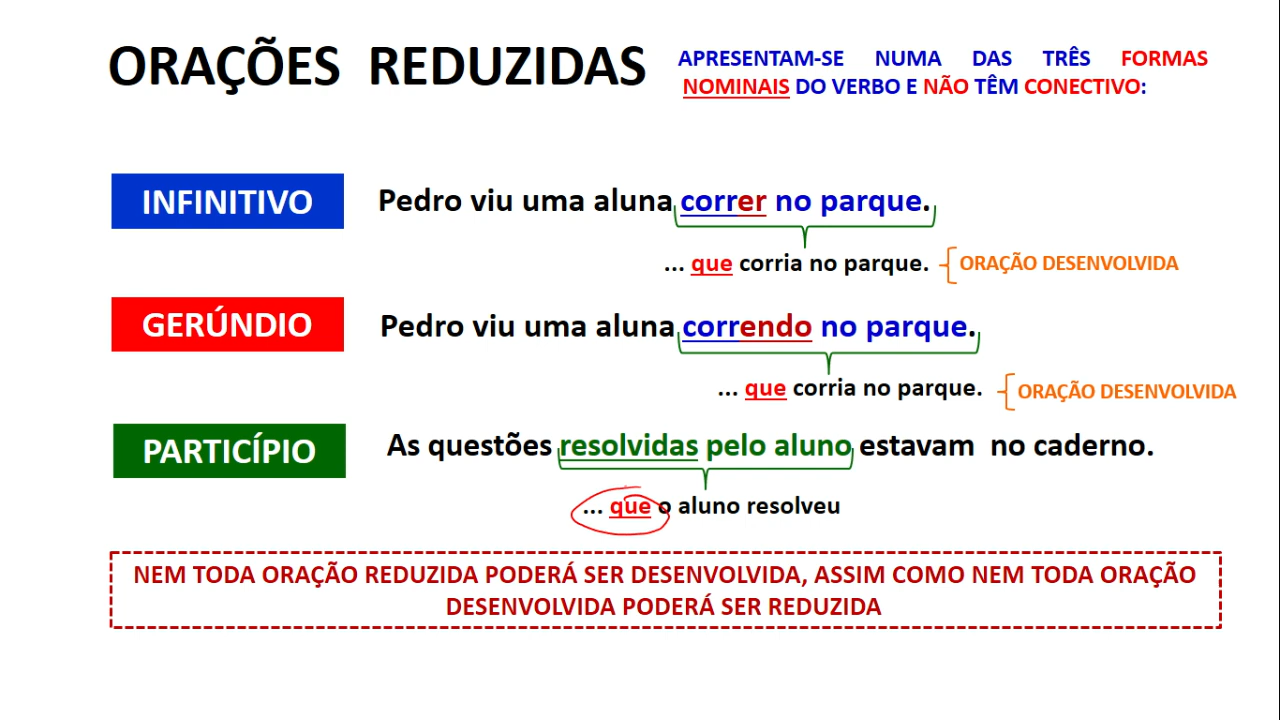 ORAÇÕES REDUZIDAS
APRESENTAM-SE NUMA DAS TRÊS FORMAS
NOMINAIS DO VERBO E NÃO TÊM CONECTIVO:
INFINITIVO
Pedro viu uma aluna correr no parque.
... que corria no parque.
ORAÇÃO DESENVOLVIDA
GERÚNDIO
Pedro viu uma aluna correndo no parque.
... que corria no parque.
ORAÇÃO DESENVOLVIDA
PARTICÍPIO
As questões resolvidas pelo aluno estavam no caderno.
... que o aluno resolveu
NEM TODA ORAÇÃO REDUZIDA PODERÁ SER DESENVOLVIDA, ASSIM COMO NEM TODA ORAÇÃO
DESENVOLVIDA PODERÁ SER REDUZIDA